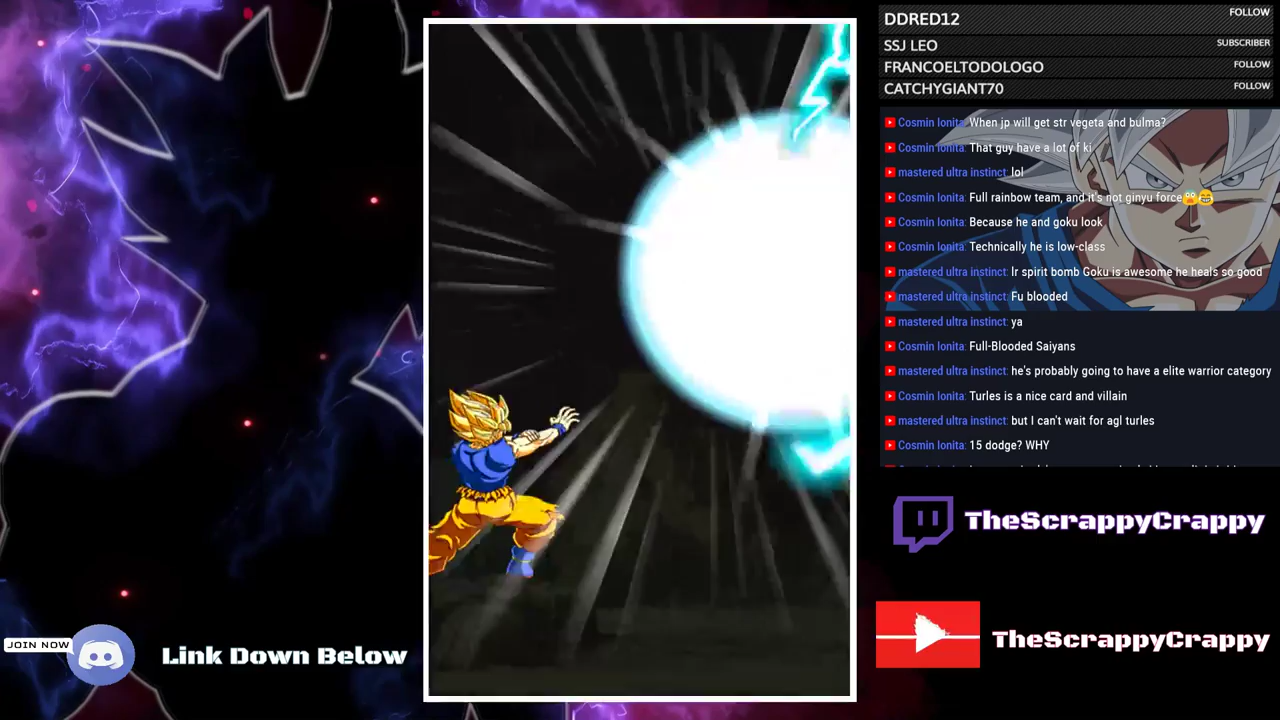 DDRED12 FOLLOW
SSJ LEO SUBSCRIBER
FRANCOELTODOLOGO FOLLOW
CATCHYGIANT70 FOLLOW
Cosmin Ionita: When jp will get str vegeta and bulma?
Cosmin Ionita: That guy have a lot of ki
mastered ultra instinct: lol
Cosmin Ionita: Full rainbow team, and it's not ginyu force😨😂
Cosmin Ionita: Because he and goku look
Cosmin Ionita: Technically he is low-class
mastered ultra instinct: lr spirit bomb Goku is awesome he heals so good
mastered ultra instinct: Fu blooded
mastered ultra instinct: ya
Cosmin Ionita: Full-Blooded Saiyans
mastered ultra instinct: he's probably going to have a elite warrior category
Cosmin Ionita: Turles is a nice card and villain
mastered ultra instinct: but I can't wait for agl turles
Cosmin Ionita: 15 dodge? WHY
TheScrappyCrappy
TheScrappyCrappy
JOIN NOW
Link Down Below